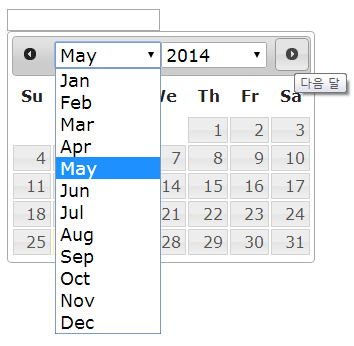 May 2014
다음 달
Su We Th Fr Sa
Jan
Feb
Mar
Apr
May
Jun
Jul
Aug
Sep
Oct
Nov
Dec
1 2 3
4 7 8 9 10
11 14 15 16 17
18 21 22 23 24
25 28 29 30 31